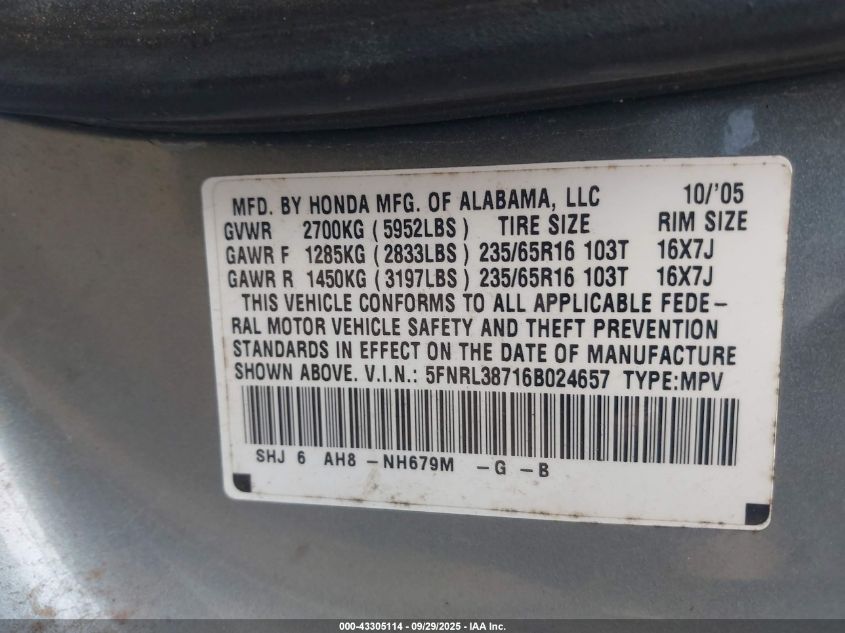 MFD. BY HONDA MFG. OF ALABAMA, LLC 10/'05
GVWR 2700KG (5952LBS) TIRE SIZE RIM SIZE
GAWR F 1285KG (2833LBS) 235/65R16 103T 16X7J
GAWR R 1450KG (3197LBS) 235/65R16 103T 16X7J
THIS VEHICLE CONFORMS TO ALL APPLICABLE FEDE-
RAL MOTOR VEHICLE SAFETY AND THEFT PREVENTION
STANDARDS IN EFFECT ON THE DATE OF MANUFACTURE
SHOWN ABOVE. V.I.N.: 5FNRL38716B024657 TYPE:MPV
SHJ 6 AH8 -NH679M -G -B
000-43305114 - 09/29/2025 - IAA Inc.